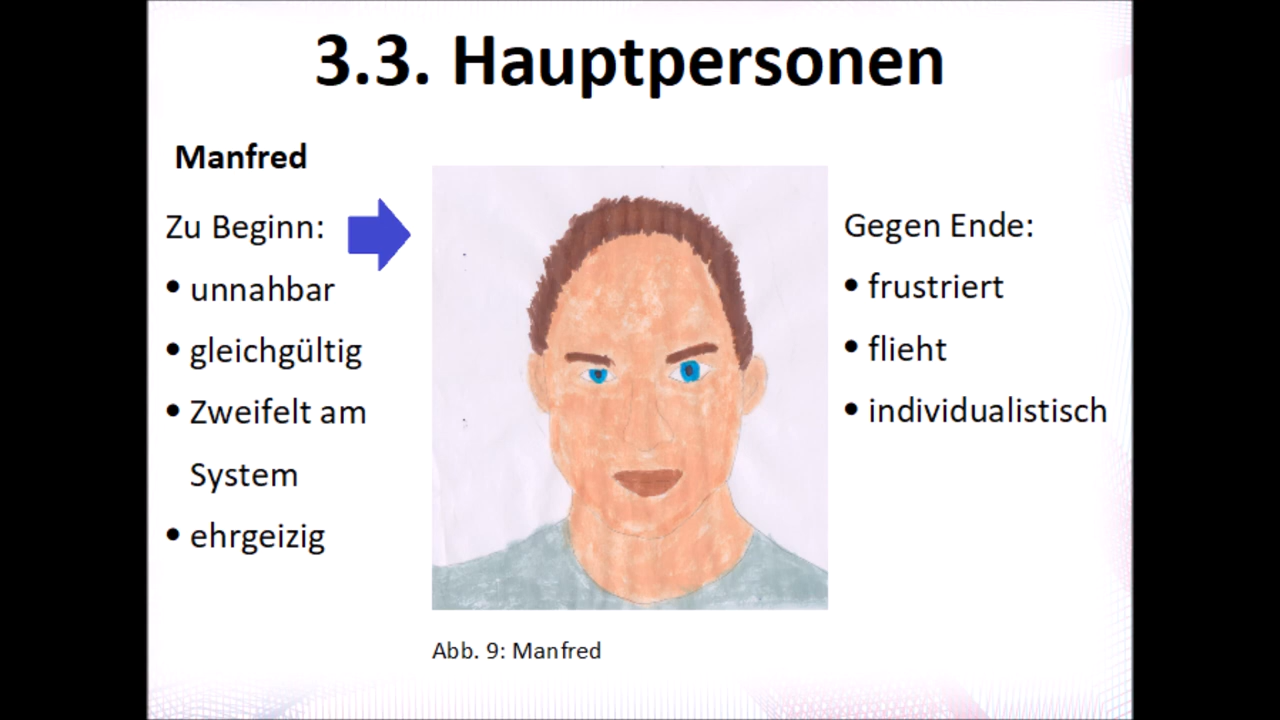 3.3. Hauptpersonen
Manfred
Zu Beginn:
• unnahbar
• gleichgültig
• Zweifelt am
System
• ehrgeizig
Gegen Ende:
• frustriert
• flieht
• individualistisch
Abb. 9: Manfred